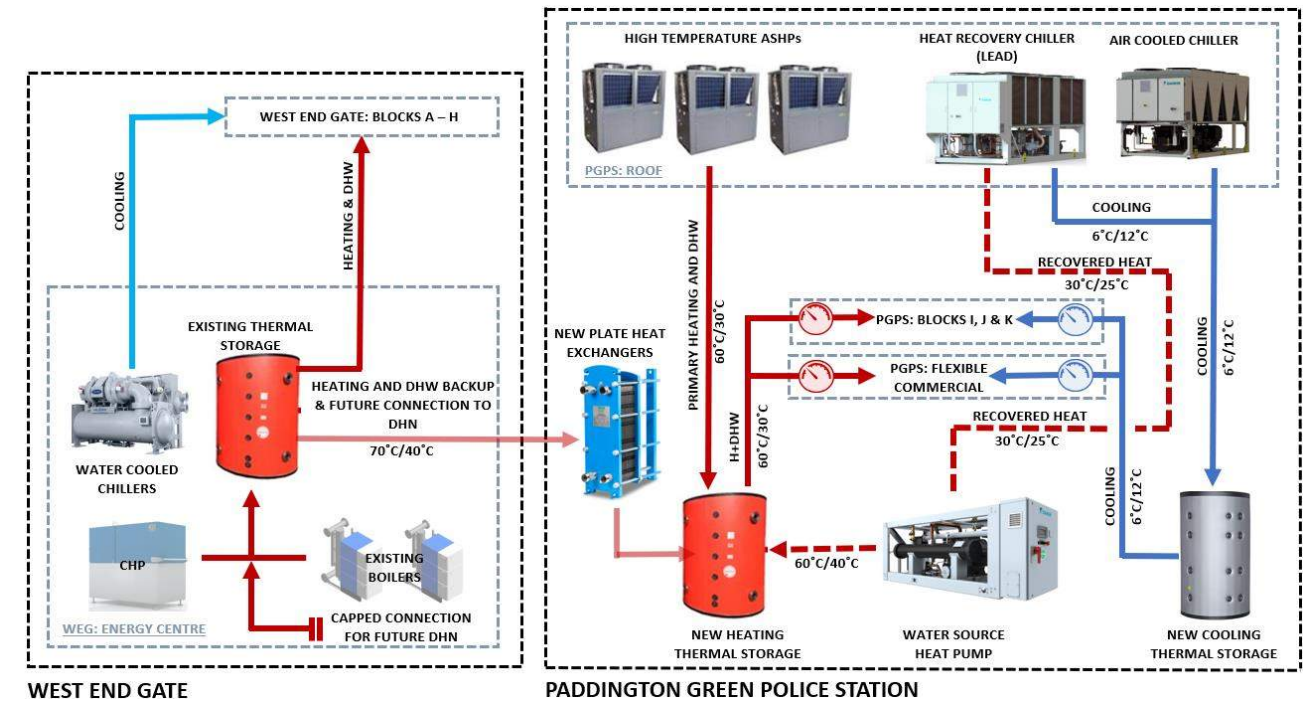 HIGH TEMPERATURE ASHPs
HEAT RECOVERY CHILLER
(LEAD)
AIR COOLED CHILLER
PGPS: ROOF
WEST END GATE: BLOCKS A – H
COOLING
HEATING & DHW
EXISTING THERMAL
STORAGE
HEATING AND DHW BACKUP
& FUTURE CONNECTION TO
DHN
70˚C/40˚C
WATER COOLED
CHILLERS
CHP
EXISTING
BOILERS
CAPPED CONNECTION
FOR FUTURE DHN
WEG: ENERGY CENTRE
WEST END GATE
NEW PLATE HEAT
EXCHANGERS
PRIMARY HEATING AND DHW
60˚C/30˚C
H+DHW
60˚C/30˚C
COOLING
6˚C/12˚C
RECOVERED HEAT
30˚C/25˚C
PGPS: BLOCKS I, J & K
PGPS: FLEXIBLE
COMMERCIAL
RECOVERED HEAT
30˚C/25˚C
COOLING
6˚C/12˚C
COOLING
6˚C/12˚C
60˚C/40˚C
NEW HEATING
THERMAL STORAGE
WATER SOURCE
HEAT PUMP
NEW COOLING
THERMAL STORAGE
PADDINGTON GREEN POLICE STATION